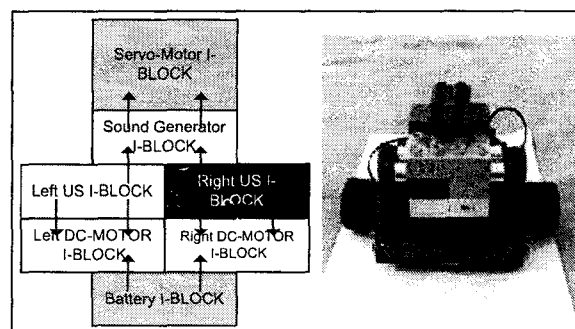 Servo-Motor I-
BLOCK
Sound Generator
I-BLOCK
Left US I-BLOCK
Right US I-
BLOCK
Left DC-MOTOR
I-BLOCK
Right DC-MOTOR
I-BLOCK
Battery I-BLOCK